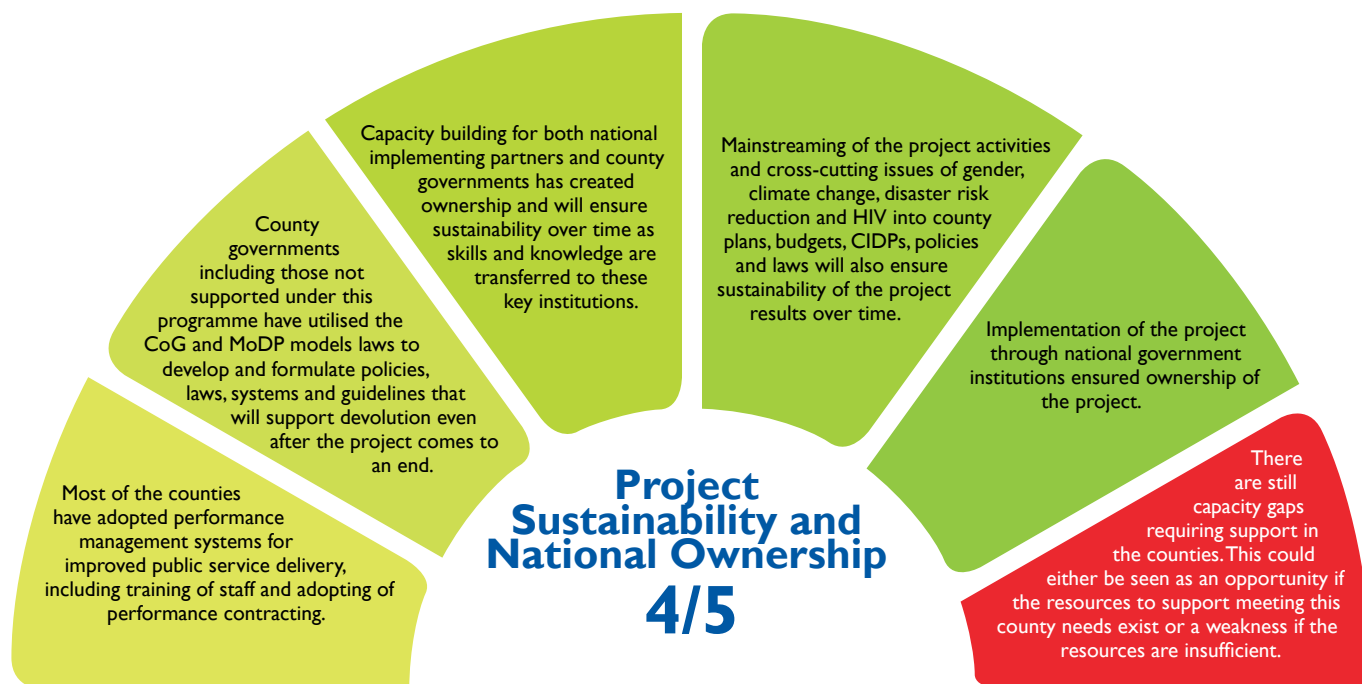 Most of the counties
have adopted performance
management systems for
improved public service delivery,
including training of staff and adopting of
performance contracting.
County
governments
including those not
supported under this
programme have utilised the
CoG and MoDP models laws to
develop and formulate policies,
laws, systems and guidelines that
will support devolution even
after the project comes to
an end.
Capacity building for both national
implementing partners and county
governments has created
ownership and will ensure
sustainability over time as
skills and knowledge are
transferred to these
key institutions.
Mainstreaming of the project activities
and cross-cutting issues of gender,
climate change, disaster risk
reduction and HIV into county
plans, budgets, CIDPs, policies
and laws will also ensure
sustainability of the project
results over time.
Implementation of the project
through national government
institutions ensured ownership of
the project.
There
are still
capacity gaps
requiring support in
the counties. This could
either be seen as an opportunity if
the resources to support meeting this
county needs exist or a weakness if the
resources are insufficient.
Project
Sustainability and
National Ownership
4/5